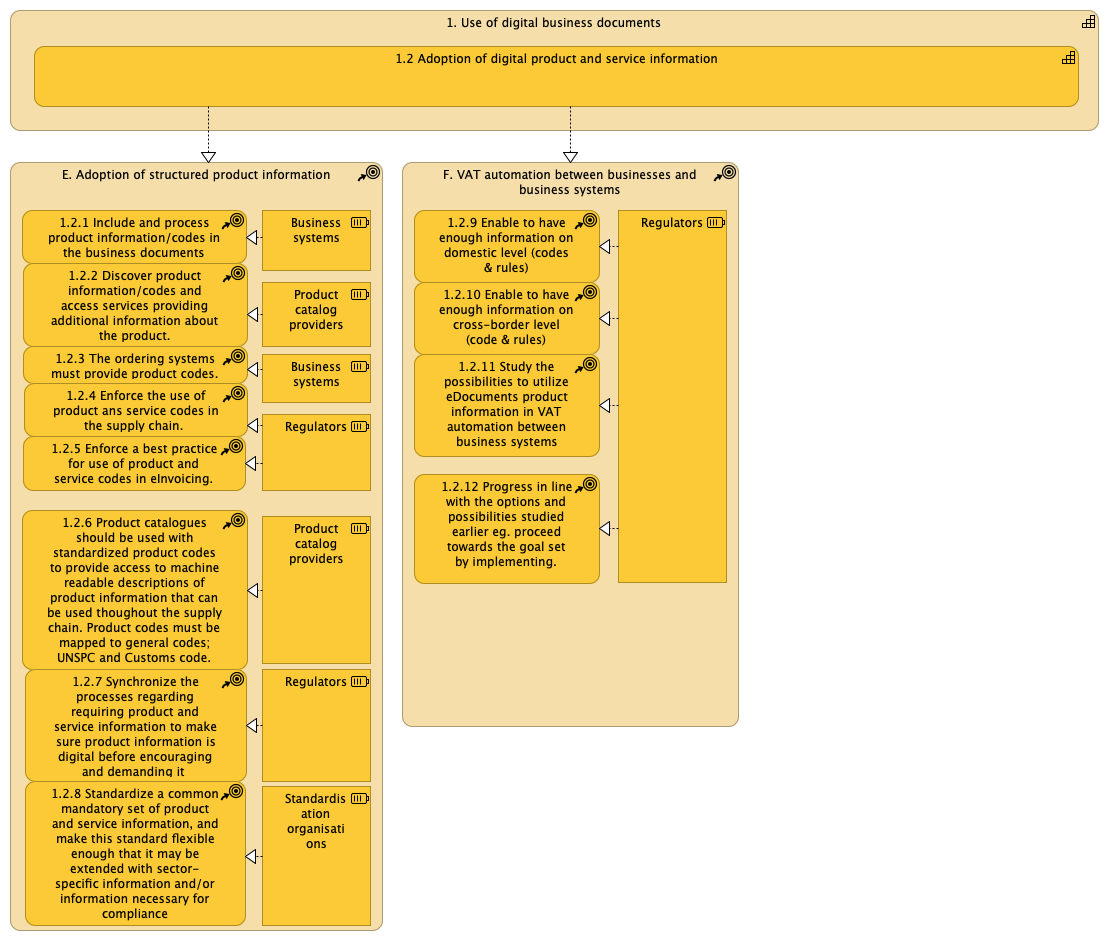 1. Use of digital business documents
1.2 Adoption of digital product and service information
E. Adoption of structured product information
1.2.1 Include and process
product information/codes in
the business documents
Business
systems
1.2.2 Discover product
information/codes and
access services providing
additional information about
the product.
Product
catalog
providers
1.2.3 The ordering systems
must provide product codes.
Business
systems
1.2.4 Enforce the use of
product ans service codes in
the supply chain.
Regulators
1.2.5 Enforce a best practice
for use of product and
service codes in eInvoicing.
1.2.6 Product catalogues
should be used with
standardized product codes
to provide access to machine
readable descriptions of
product information that can
be used thoughout the supply
chain. Product codes must be
mapped to general codes;
UNSPC and Customs code.
Product
catalog
providers
1.2.7 Synchronize the
processes regarding
requiring product and
service information to make
sure product information is
digital before encouraging
and demanding it
Regulators
1.2.8 Standardize a common
mandatory set of product
and service information, and
make this standard flexible
enough that it may be
extended with sector-
specific information and/or
information necessary for
compliance
Standardis
ation
organisati
ons
F. VAT automation between businesses and
business systems
1.2.9 Enable to have
enough information on
domestic level (codes
& rules)
Regulators
1.2.10 Enable to have
enough information on
cross-border level
(code & rules)
1.2.11 Study the
possibilities to utilize
eDocuments product
information in VAT
automation between
business systems
1.2.12 Progress in line
with the options and
possibilities studied
earlier eg. proceed
towards the goal set
by implementing.